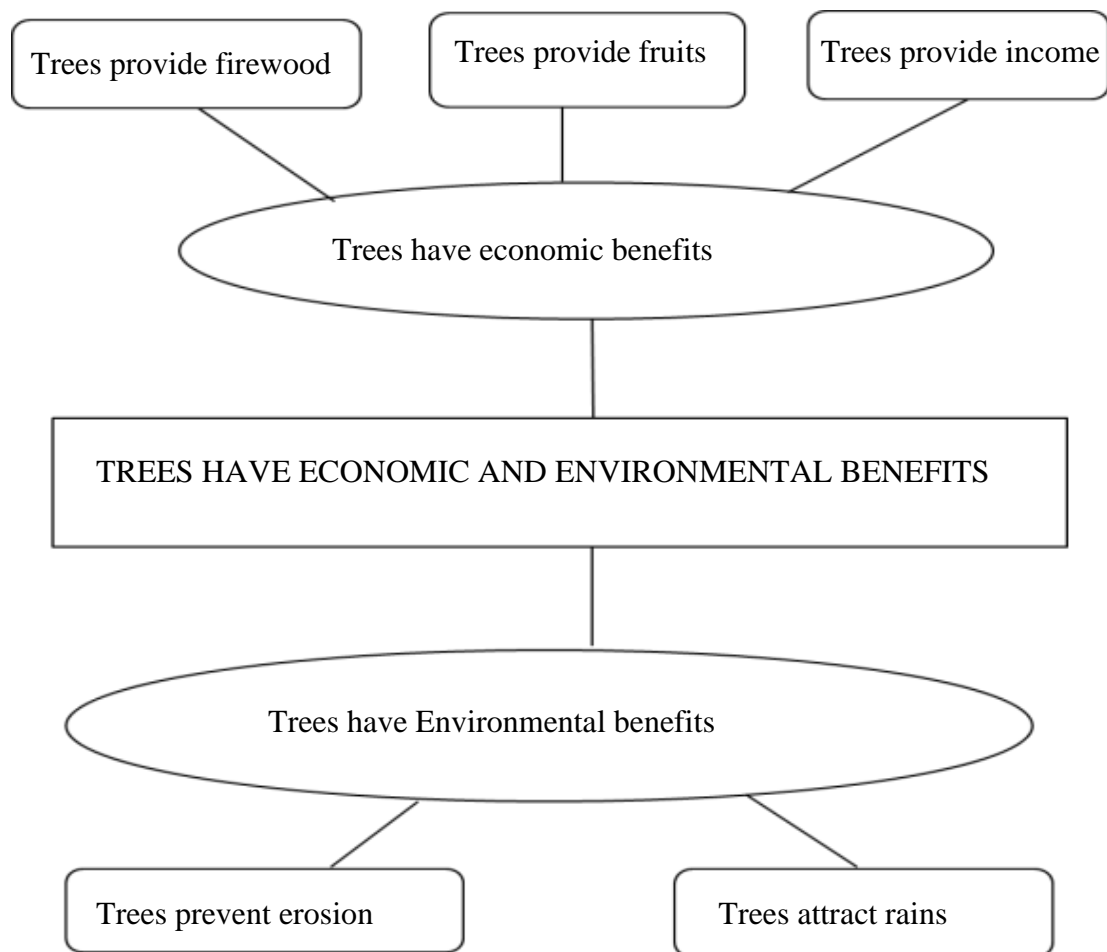 Trees provide firewood
Trees provide fruits
Trees provide income
Trees have economic benefits
TREES HAVE ECONOMIC AND ENVIRONMENTAL BENEFITS
Trees have Environmental benefits
Trees prevent erosion
Trees attract rains